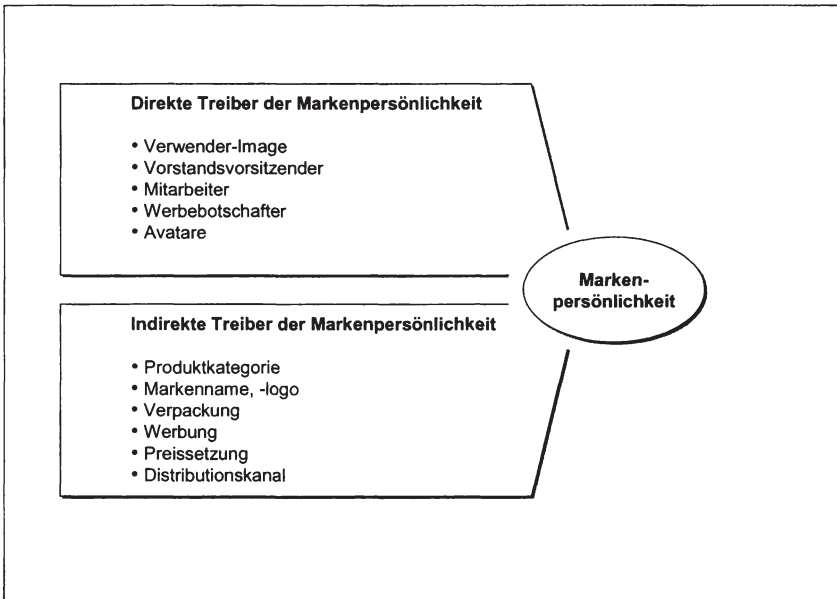 Direkte Treiber der Markenpersönlichkeit
• Verwender-Image
• Vorstandsvorsitzender
• Mitarbeiter
• Werbebotschafter
• Avatare
Marken-
persönlichkeit
Indirekte Treiber der Markenpersönlichkeit
• Produktkategorie
• Markenname, -logo
• Verpackung
• Werbung
• Preissetzung
• Distributionskanal